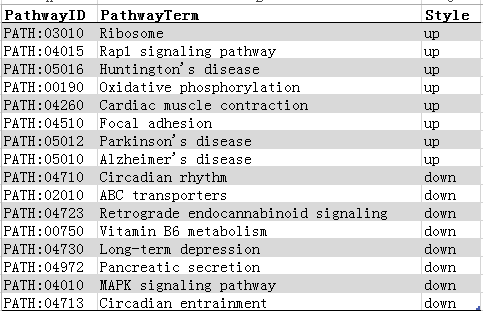 PathwayID PathwayTerm Style
PATH:03010 Ribosome up
PATH:04015 Rap1 signaling pathway up
PATH:05016 Huntington's disease up
PATH:00190 Oxidative phosphorylation up
PATH:04260 Cardiac muscle contraction up
PATH:04510 Focal adhesion up
PATH:05012 Parkinson's disease up
PATH:05010 Alzheimer's disease up
PATH:04710 Circadian rhythm down
PATH:02010 ABC transporters down
PATH:04723 Retrograde endocannabinoid signaling down
PATH:00750 Vitamin B6 metabolism down
PATH:04730 Long-term depression down
PATH:04972 Pancreatic secretion down
PATH:04010 MAPK signaling pathway down
PATH:04713 Circadian entrainment down